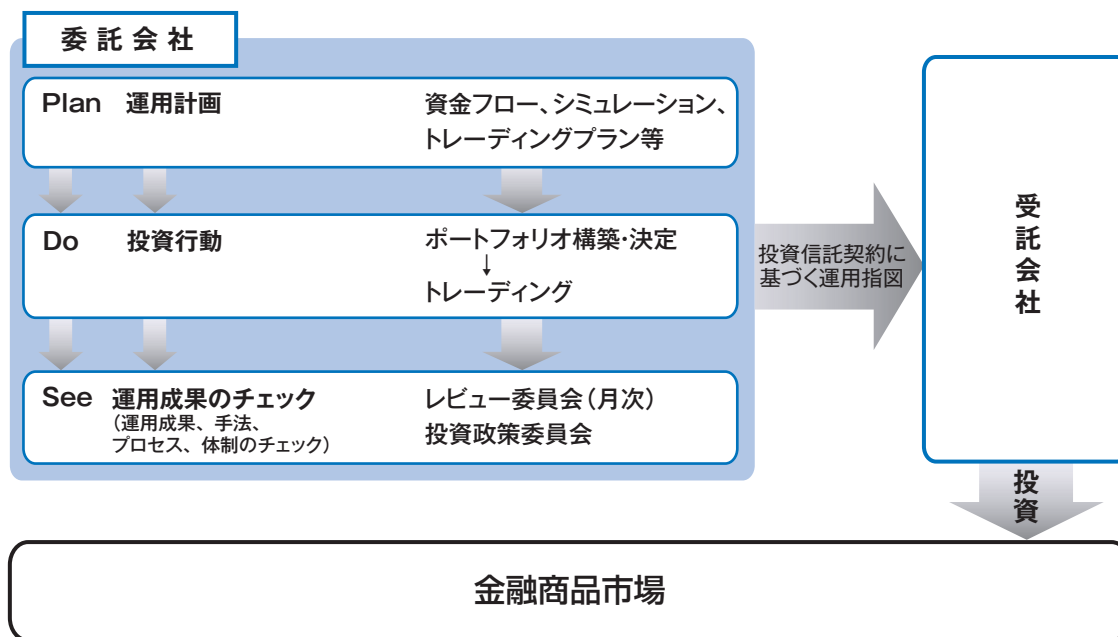 委託会社
Plan 運用計画 資金フロー、シミュレーション、
トレーディングプラン等
Do 投資行動 ポートフォリオ構築・決定
↓
トレーディング
See 運用成果のチェック レビュー委員会（月次）
（運用成果、手法、 投資政策委員会
プロセス、体制のチェック）
投資信託契約に
基づく運用指図
受託会社
投資
金融商品市場